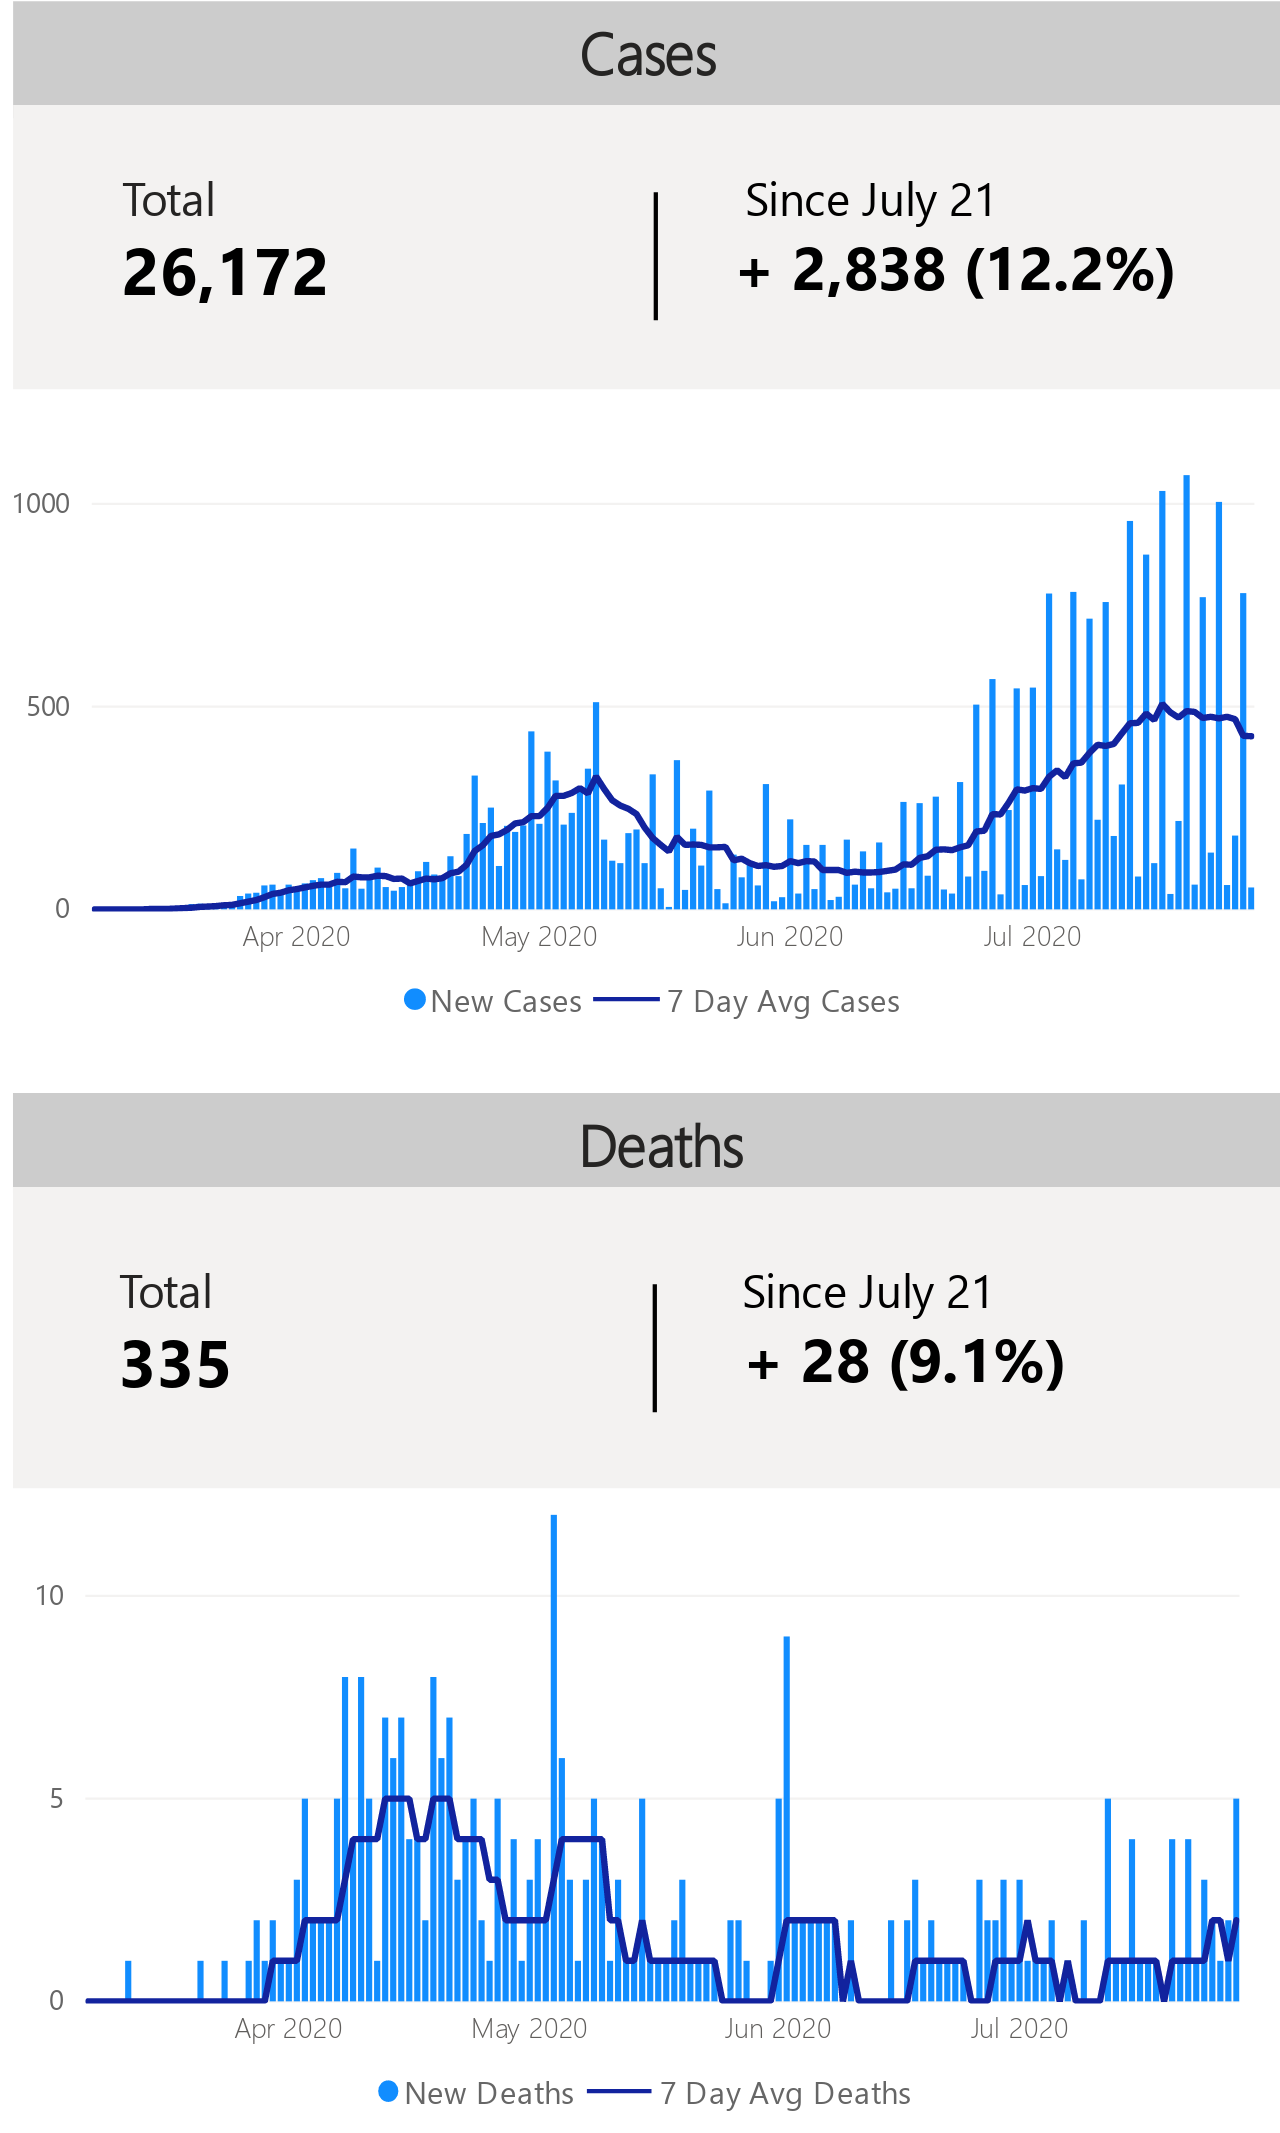 Cases
Total
Since July 21
26,172
+ 2,838 (12.2%)
1000
500
0
Apr 2020
May 2020
Jun 2020
Jul 2020
New Cases
7 Day Avg Cases
Deaths
Total
Since July 21
335
+ 28 (9.1%)
10
5
0
Apr 2020
May 2020
Jun 2020
Jul 2020
New Deaths
7 Day Avg Deaths